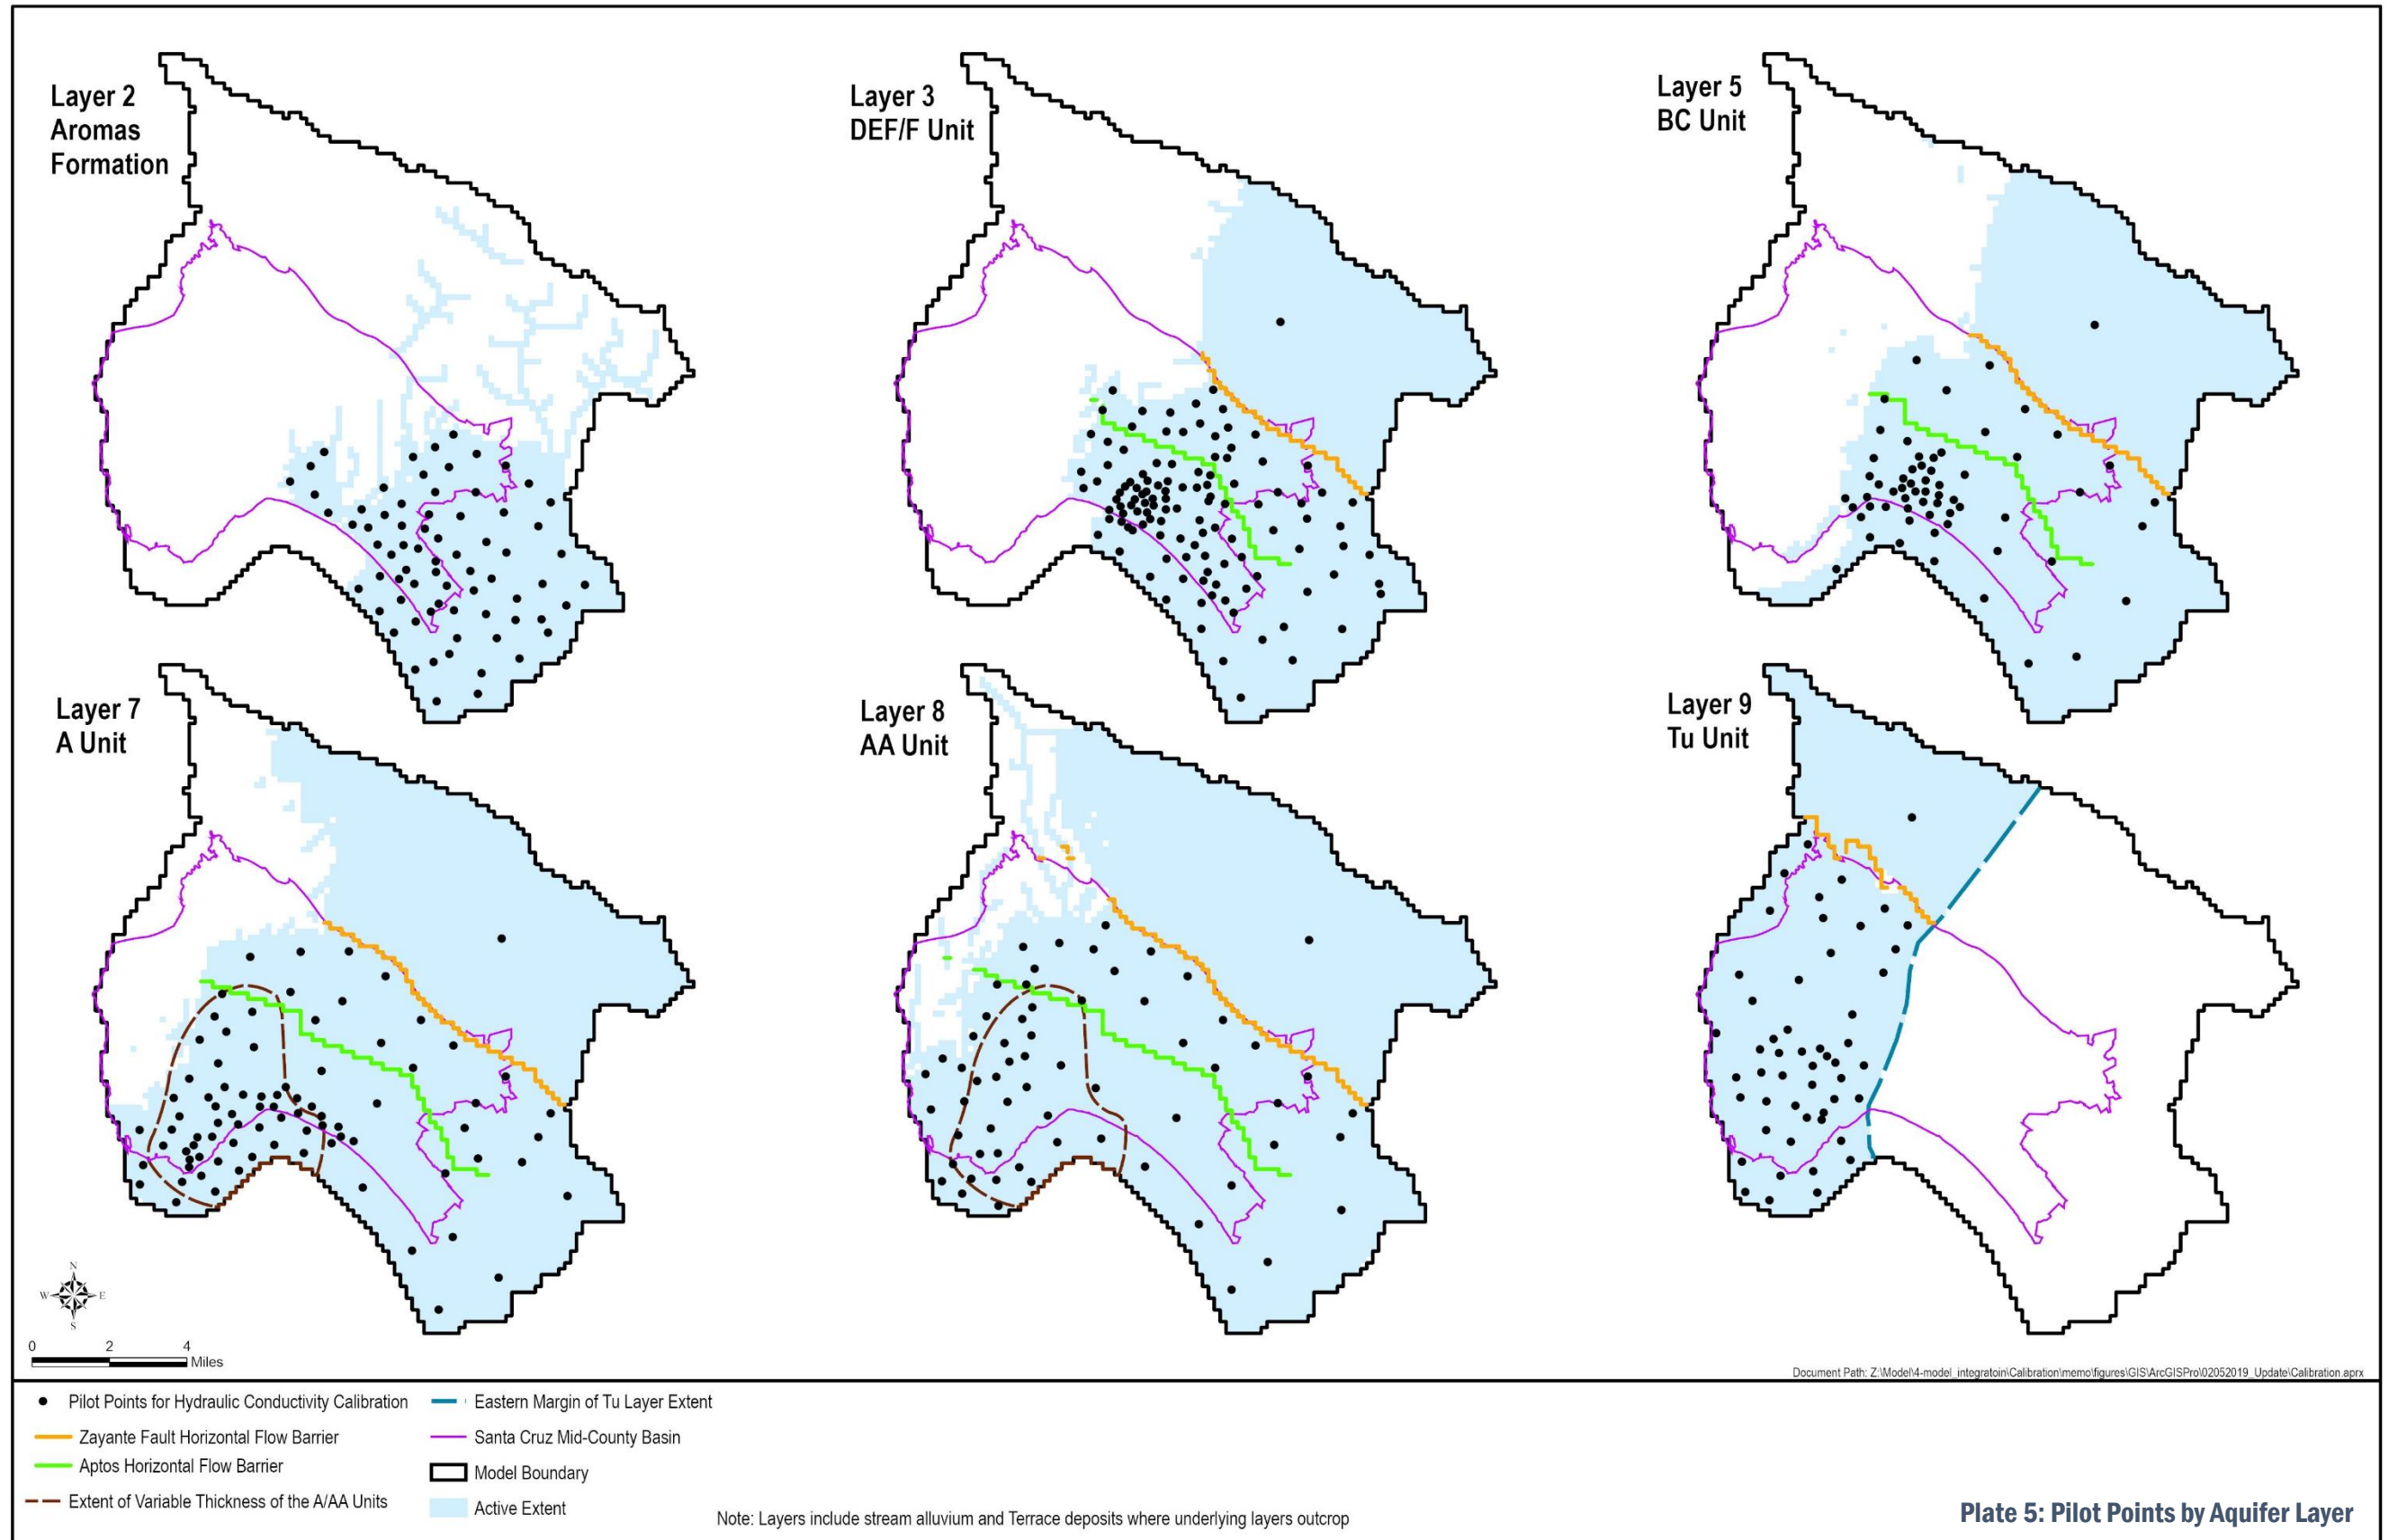 Layer 2
Aromas
Formation
Layer 3
DEF/F Unit
Layer 5
BC Unit
Layer 7
A Unit
Layer 8
AA Unit
Layer 9
Tu Unit
N
W E
S
0 2 4
Miles
Document Path: Z:\Model\4-model_integratoin\Calibration\memo\figures\GIS\ArcGISPro\02052019_Update\Calibration.aprx
Pilot Points for Hydraulic Conductivity Calibration
Zayante Fault Horizontal Flow Barrier
Aptos Horizontal Flow Barrier
Extent of Variable Thickness of the A/AA Units
Eastern Margin of Tu Layer Extent
Santa Cruz Mid-County Basin
Model Boundary
Active Extent
Note: Layers include stream alluvium and Terrace deposits where underlying layers outcrop
Plate 5: Pilot Points by Aquifer Layer